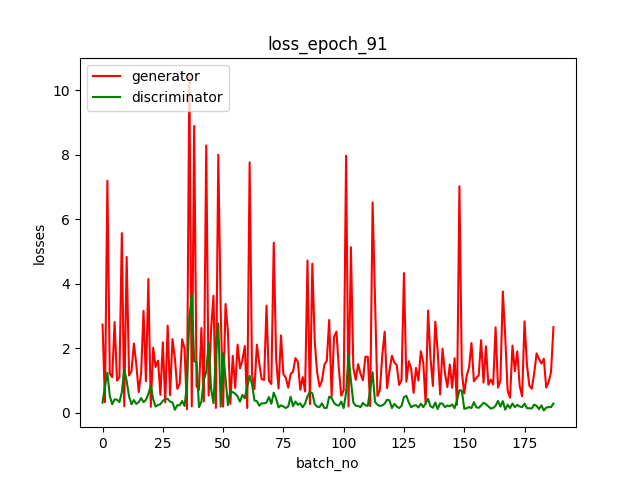 loss_epoch_91
generator
discriminator
losses
10
8
6
4
2
0
0 25 50 75 100 125 150 175
batch_no